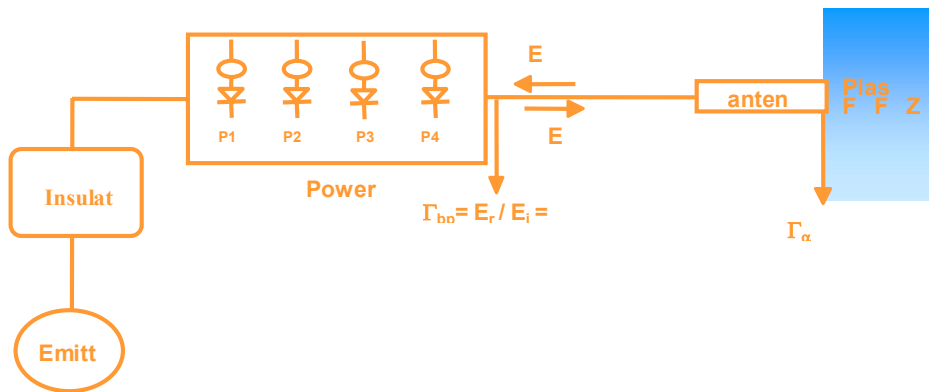 E
P1 P2 P3 P4
E
anten
Plas
F F Z
Insulat
Power
Γbp= Er / Ei =
Γα
Emitt